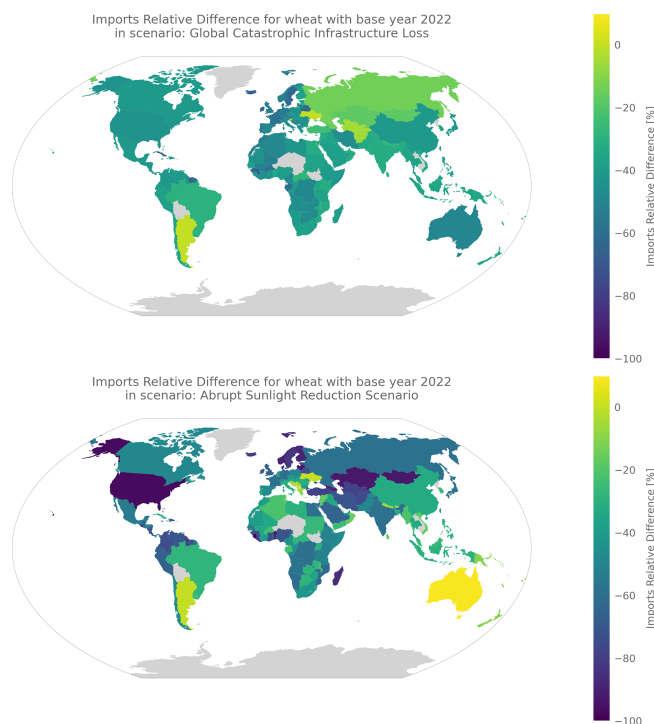 Imports Relative Difference for wheat with base year 2022
in scenario: Global Catastrophic Infrastructure Loss
0
−20
−40
−60
−80
−100
Imports Relative Difference [%]
Imports Relative Difference for wheat with base year 2022
in scenario: Abrupt Sunlight Reduction Scenario
0
−20
−40
−60
−80
−100
Imports Relative Difference [%]